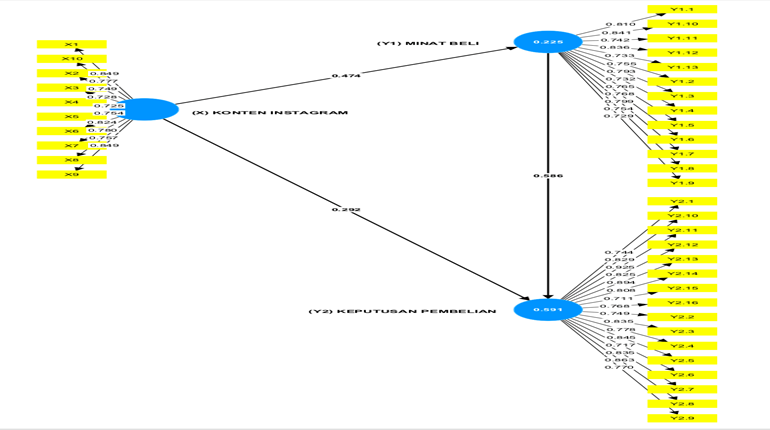 X1
X10
X2
X3
X4
X5
X6
X7
X8
X9
0.849
0.777
0.749
0.728
0.725
0.754
0.824
0.780
0.757
0.849
(X) KONTEN INSTAGRAM
0.474
0.292
0.586
(Y1) MINAT BELI
0.225
0.810
0.841
0.742
0.836
0.733
0.755
0.793
0.732
0.765
0.768
0.799
0.754
0.729
Y1.1
Y1.10
Y1.11
Y1.12
Y1.13
Y1.2
Y1.3
Y1.4
Y1.5
Y1.6
Y1.7
Y1.8
Y1.9
(Y2) KEPUTUSAN PEMBELIAN
0.591
0.744
0.829
0.925
0.825
0.894
0.808
0.711
0.768
0.749
0.835
0.778
0.845
0.717
0.835
0.863
0.770
Y2.1
Y2.10
Y2.11
Y2.12
Y2.13
Y2.14
Y2.15
Y2.16
Y2.2
Y2.3
Y2.4
Y2.5
Y2.6
Y2.7
Y2.8
Y2.9